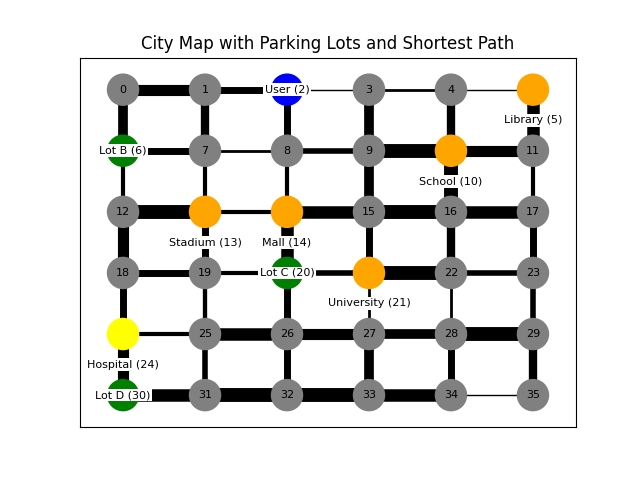 City Map with Parking Lots and Shortest Path
0 1 User (2) 3 4
Library (5)
Lot B (6) 7 8 9 11
School (10)
12 15 16 17
Stadium (13) Mall (14)
18 19 Lot C (20) 22 23
University (21)
25 26 27 28 29
Hospital (24)
Lot D (30) 31 32 33 34 35